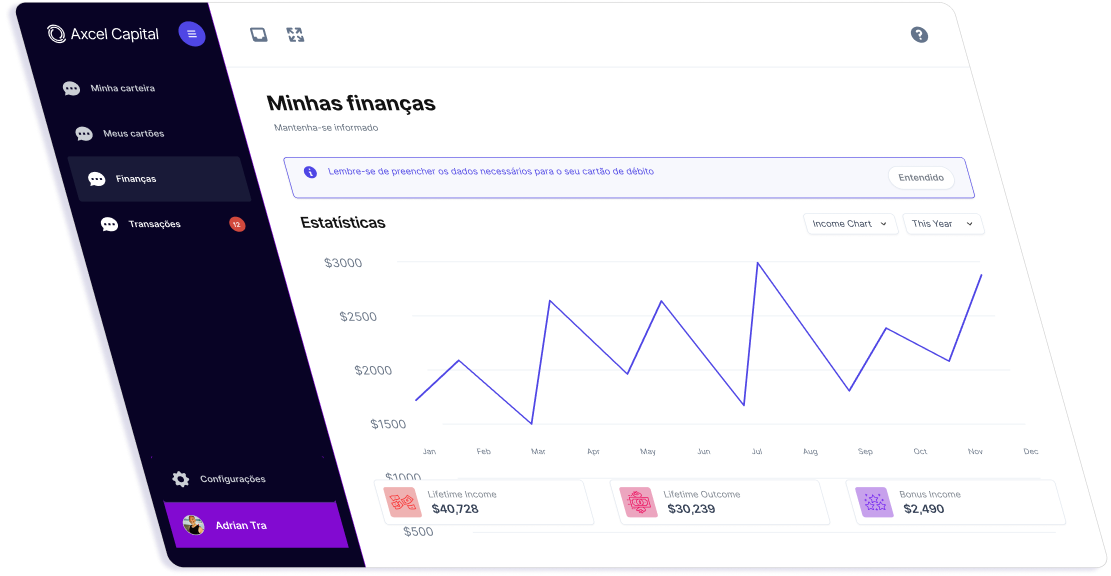 Axcel Capital
Minha carteira
Meus cartões
Finanças
Transações
12
Configurações
Adrian Tra
Minhas finanças
Mantenha-se informado
Lembre-se de preencher os dados necessários para o seu cartão de débito
Entendido
Estatísticas
Income Chart
This Year
$3000
$2500
$2000
$1500
Jan Feb Mar Apr May Jun Jul Aug Sep Oct Nov Dec
$1000
Lifetime Income
$40,728
Lifetime Outcome
$30,239
Bonus Income
$2,490
$500